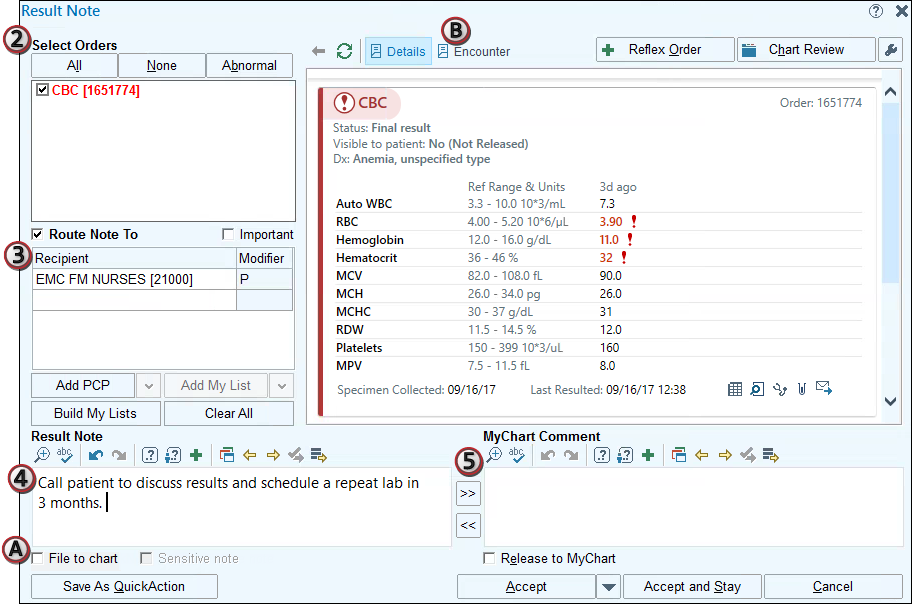 Result Note
2
Select Orders
All None Abnormal
CBC [1651774]
Route Note To Important
3
Recipient Modifier
EMC FM NURSES [21000] P
Add PCP Add My List
Build My Lists Clear All
B
Details Encounter Reflex Order Chart Review
CBC Order: 1651774
Status: Final result
Visible to patient: No (Not Released)
Dx: Anemia, unspecified type
Ref Range & Units 3d ago
Auto WBC 3.3 - 10.0 10*3/mL 7.3
RBC 4.00 - 5.20 10*6/µL 3.90 !
Hemoglobin 12.0 - 16.0 g/dL 11.0 !
Hematocrit 36 - 46 % 32 !
MCV 82.0 - 108.0 fL 90.0
MCH 26.0 - 34.0 pg 26.0
MCHC 30 - 37 g/dL 31
RDW 11.5 - 14.5 % 12.0
Platelets 150 - 399 10*3/uL 160
MPV 7.5 - 11.5 fL 8.0
Specimen Collected: 09/16/17 Last Resulted: 09/16/17 12:38
Result Note
abc
4
Call patient to discuss results and schedule a repeat lab in
3 months.
A
File to chart Sensitive note
Save As QuickAction
MyChart Comment
5
abc
>>
<<
Release to MyChart
Accept Accept and Stay Cancel